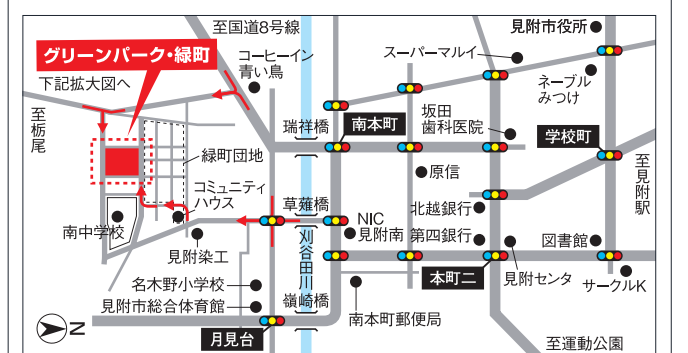 至国道8号線
見附市役所
グリーンパーク・緑町
コーヒーイン
青い鳥
スーパーマルイ
下記拡大図へ
ネーブル
みつけ
至栃尾
瑞祥橋
南本町
坂田
歯科医院
学校町
緑町団地
原信
至見附駅
コミュニティ
ハウス
草薙橋
北越銀行
NIC
見附南
南中学校
見附染工
刈谷田川
第四銀行
図書館
名木野小学校
本町二
見附センタ
サークルK
見附市総合体育館
嶺崎橋
南本町郵便局
N
月見台
至運動公園